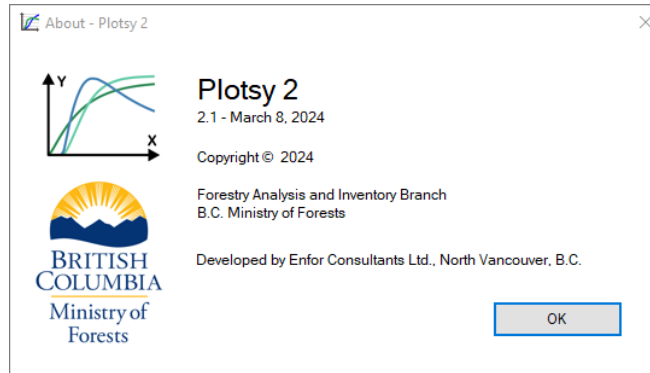 About - Plotsy 2
Y
X
Plotsy 2
2.1 - March 8, 2024
Copyright © 2024
Forestry Analysis and Inventory Branch
B.C. Ministry of Forests
Developed by Enfor Consultants Ltd., North Vancouver, B.C.
BRITISH
COLUMBIA
Ministry of
Forests
OK